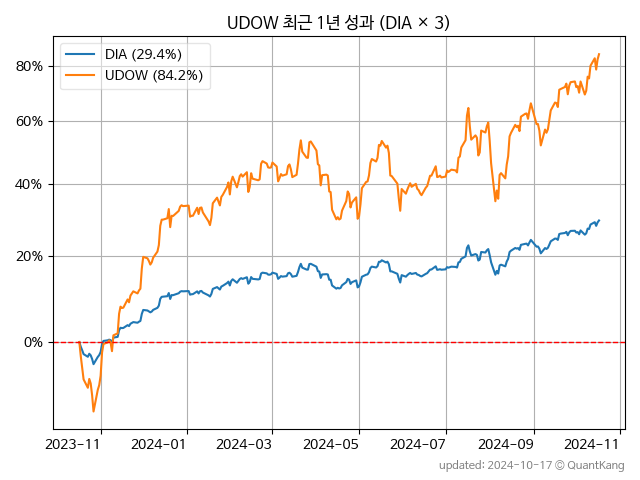 UDOW 최근 1년 성과 (DIA × 3)
DIA (29.4%)
UDOW (84.2%)
80%
60%
40%
20%
0%
2023-11 2024-01 2024-03 2024-05 2024-07 2024-09 2024-11
updated: 2024-10-17 © QuantKang